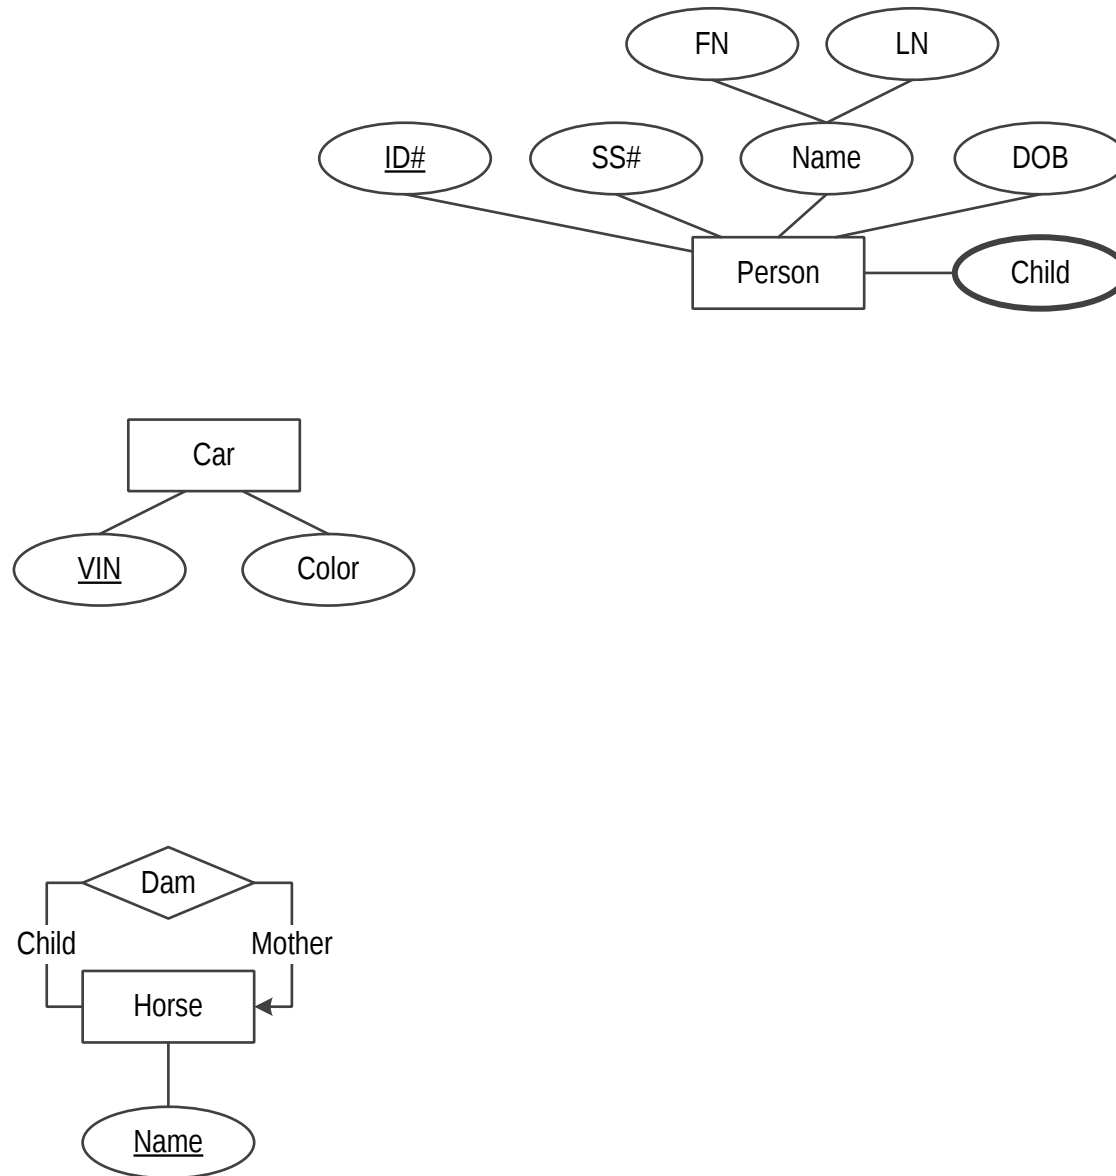 FN
LN
ID#
SS#
Name
DOB
Person
Child
Car
VIN
Color
Dam
Child
Mother
Horse
Name